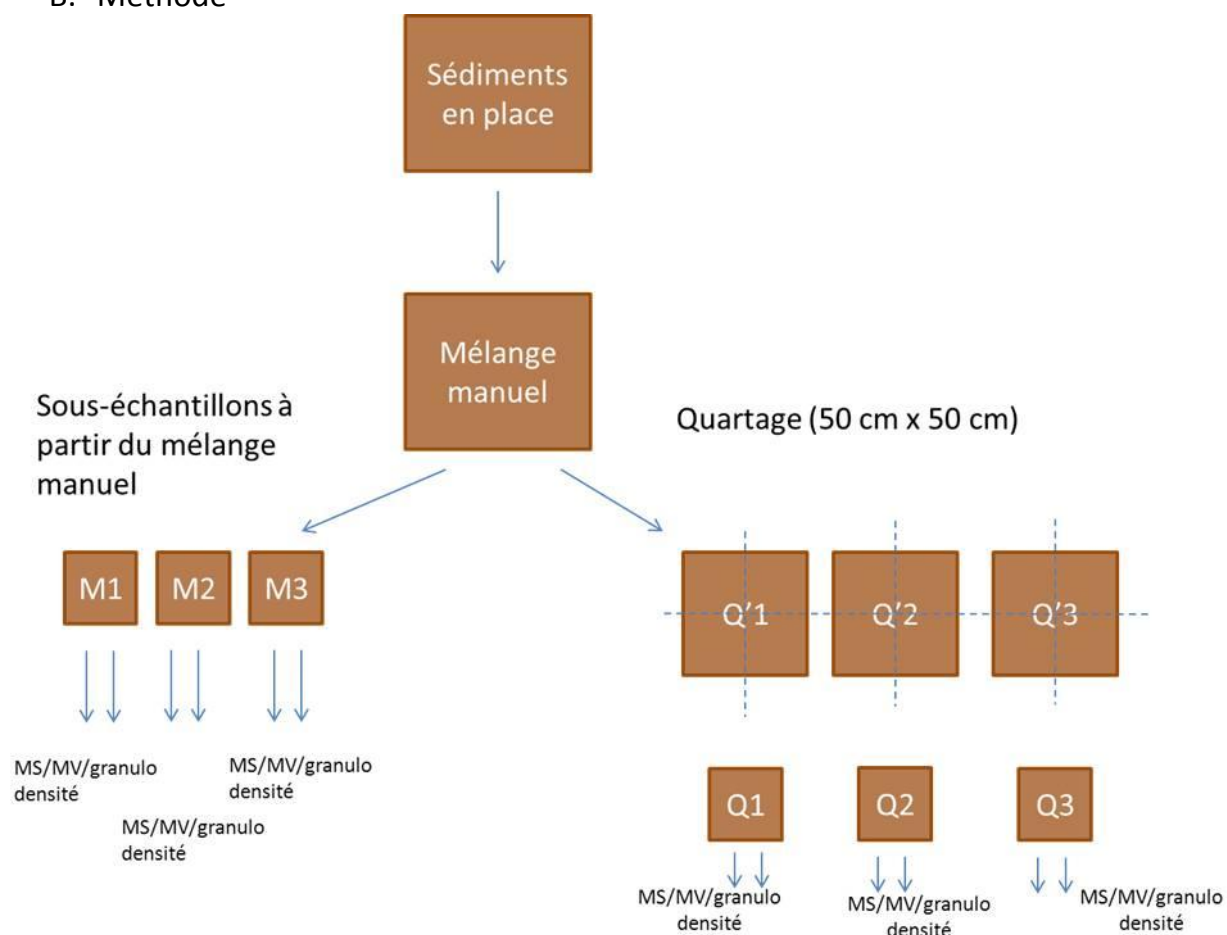 B. Méthode
Sédiments
en place
Mélange
manuel
Sous-échantillons à
partir du mélange
manuel
Quartage (50 cm x 50 cm)
M1
M2
M3
Q'1
Q'2
Q'3
MS/MV/granulo
densité
MS/MV/granulo
densité
MS/MV/granulo
densité
Q1
Q2
Q3
MS/MV/granulo
densité
MS/MV/granulo
densité
MS/MV/granulo
densité